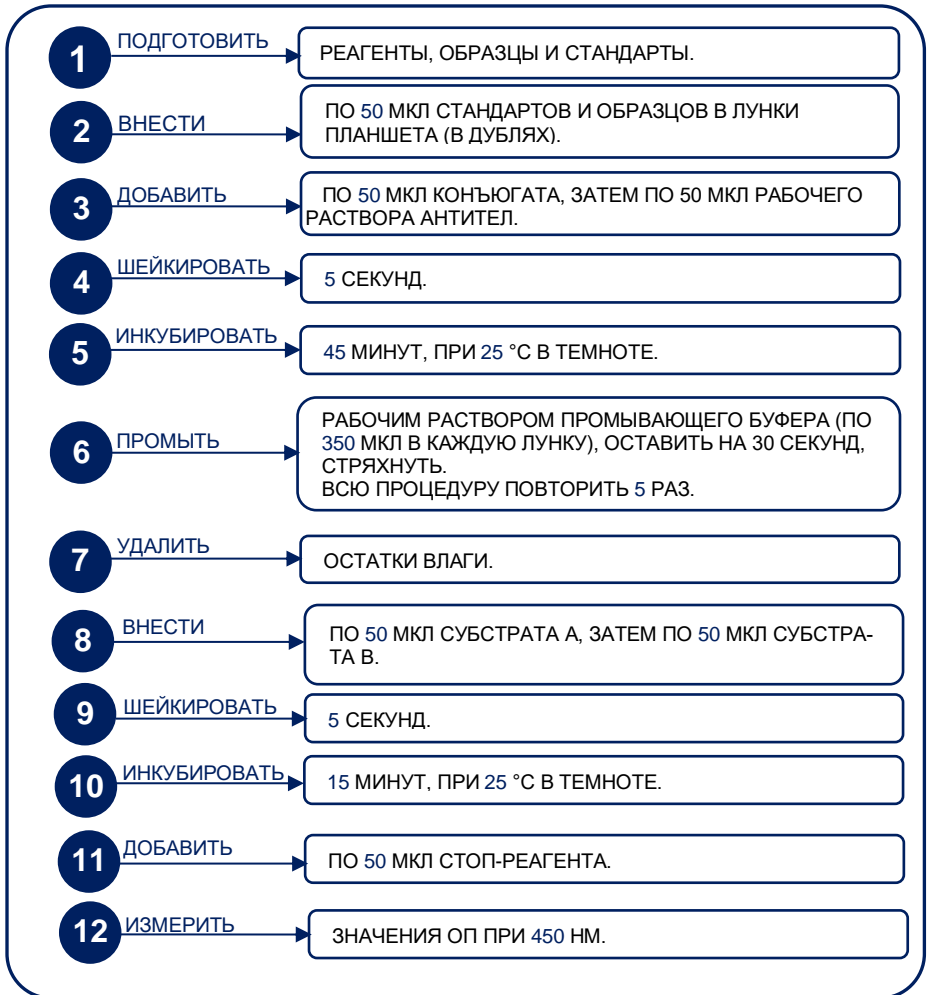 1
ПОДГОТОВИТЬ
РЕАГЕНТЫ, ОБРАЗЦЫ И СТАНДАРТЫ.
2
ВНЕСТИ
ПО 50 МКЛ СТАНДАРТОВ И ОБРАЗЦОВ В ЛУНКИ
ПЛАНШЕТА (В ДУБЛЯХ).
3
ДОБАВИТЬ
ПО 50 МКЛ КОНЪЮГАТА, ЗАТЕМ ПО 50 МКЛ РАБОЧЕГО
РАСТВОРА АНТИТЕЛ.
4
ШЕЙКИРОВАТЬ
5 СЕКУНД.
5
ИНКУБИРОВАТЬ
45 МИНУТ, ПРИ 25 °С В ТЕМНОТЕ.
6
ПРОМЫТЬ
РАБОЧИМ РАСТВОРОМ ПРОМЫВАЮЩЕГО БУФЕРА (ПО
350 МКЛ В КАЖДУЮ ЛУНКУ), ОСТАВИТЬ НА 30 СЕКУНД,
СТРЯХНУТЬ.
ВСЮ ПРОЦЕДУРУ ПОВТОРИТЬ 5 РАЗ.
7
УДАЛИТЬ
ОСТАТКИ ВЛАГИ.
8
ВНЕСТИ
ПО 50 МКЛ СУБСТРАТА А, ЗАТЕМ ПО 50 МКЛ СУБСТРА-
ТА В.
9
ШЕЙКИРОВАТЬ
5 СЕКУНД.
10
ИНКУБИРОВАТЬ
15 МИНУТ, ПРИ 25 °С В ТЕМНОТЕ.
11
ДОБАВИТЬ
ПО 50 МКЛ СТОП-РЕАГЕНТА.
12
ИЗМЕРИТЬ
ЗНАЧЕНИЯ ОП ПРИ 450 НМ.